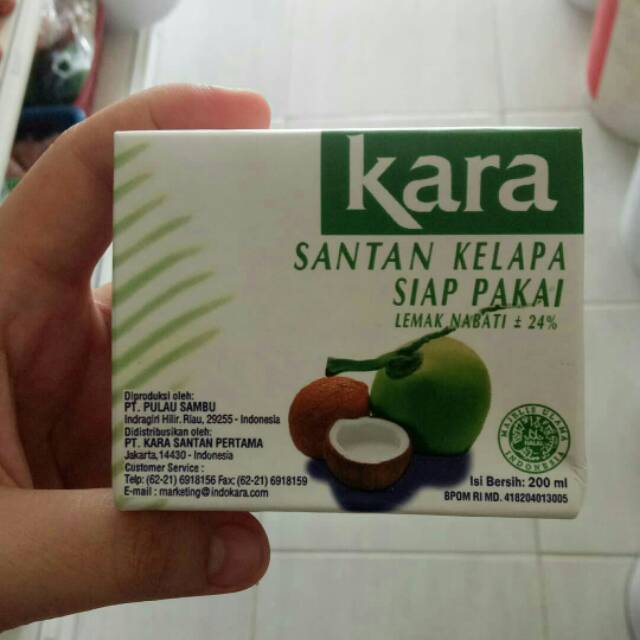 kara
SANTAN KELAPA
SIAP PAKAI
LEMAK NABATI ± 24%
Diproduksi oleh:
PT. PULAU SAMBU
Indragiri Hilir. Riau, 29255 - Indonesia
Didistribusikan oleh:
PT. KARA SANTAN PERTAMA
Jakarta, 14430 - Indonesia
Customer Service :
Telp: (62-21) 6918156 Fax: (62-21) 6918159
E-mail : marketing@indokara.com
MAJELIS ULAMA
INDONESIA
Isi Bersih: 200 ml
BPOM RI MD. 418204013005